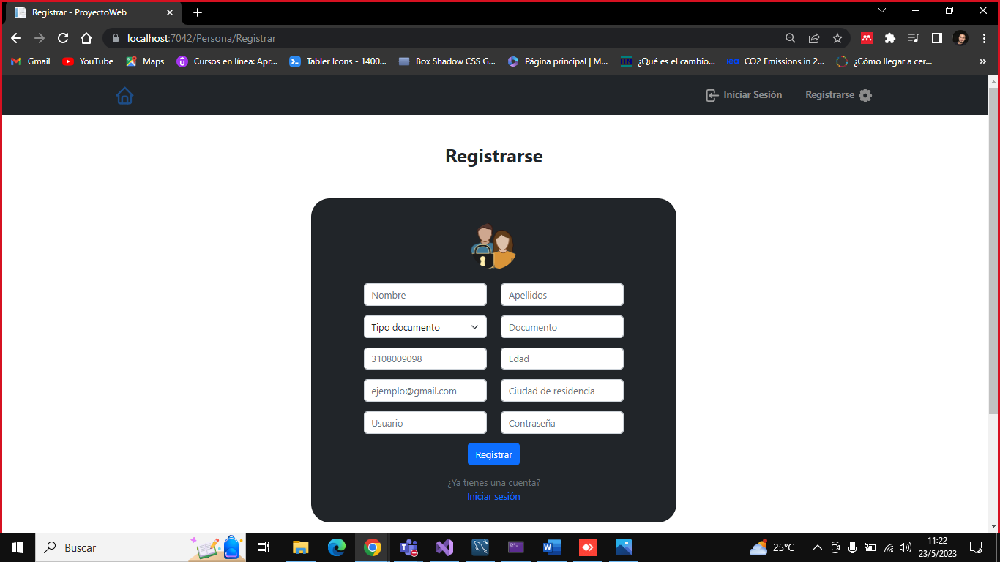 Registrar - ProyectoWeb
localhost:7042/Persona/Registrar
Gmail YouTube Maps Cursos en línea: Apr... Tabler Icons - 1400... Box Shadow CSS G... Página principal | M... ¿Qué es el cambio... CO2 Emissions in 2... ¿Cómo llegar a cer... »
Iniciar Sesión Registrarse
Registrarse
Nombre Apellidos
Tipo documento Documento
3108009098 Edad
ejemplo@gmail.com Ciudad de residencia
Usuario Contraseña
Registrar
¿Ya tienes una cuenta?
Iniciar sesión
Buscar
25°C
11:22
23/5/2023